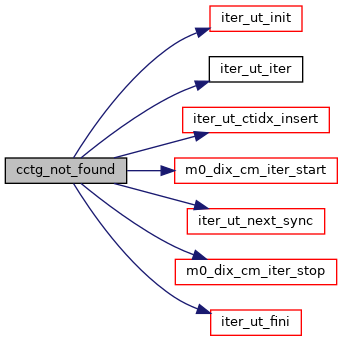 iter_ut_init
iter_ut_iter
iter_ut_ctidx_insert
cctg_not_found
m0_dix_cm_iter_start
iter_ut_next_sync
m0_dix_cm_iter_stop
iter_ut_fini